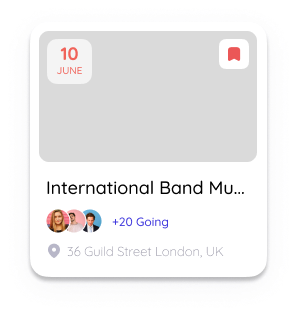 10
JUNE
International Band Mu...
+20 Going
36 Guild Street London, UK